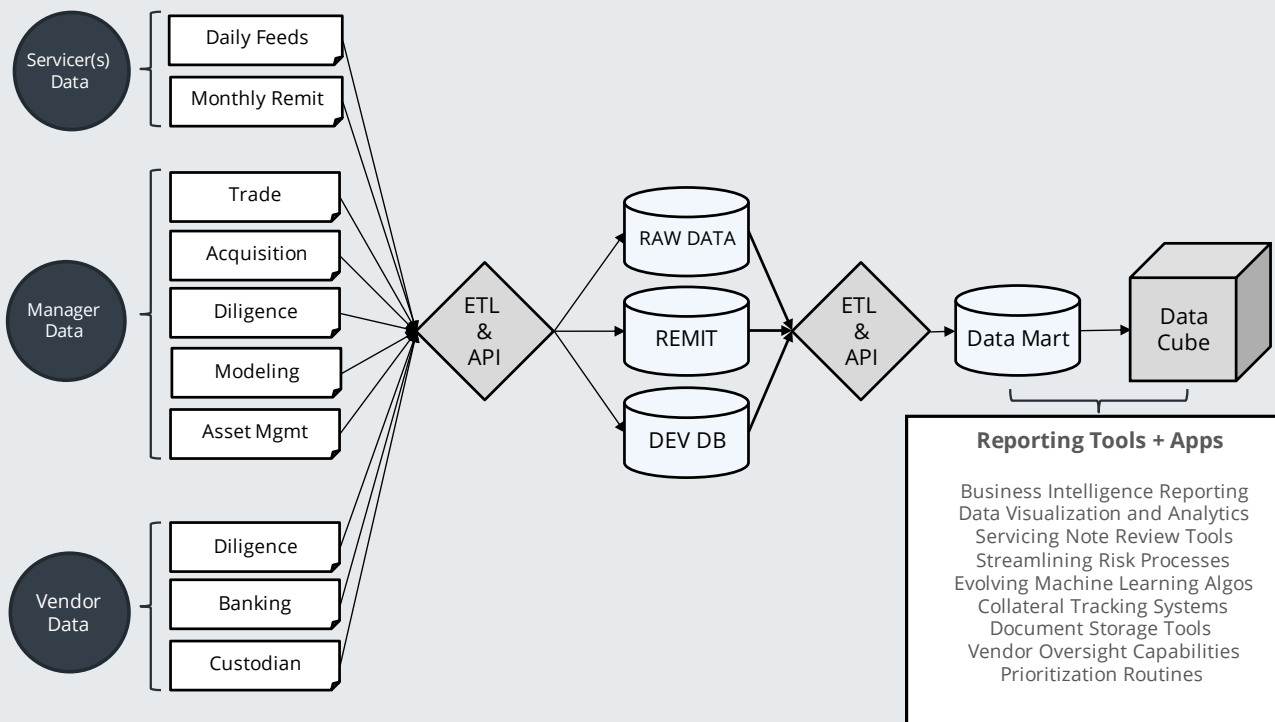 Servicer(s)
Data
Daily Feeds
Monthly Remit
Manager
Data
Trade
Acquisition
Diligence
Modeling
Asset Mgmt
Vendor
Data
Diligence
Banking
Custodian
ETL
&
API
RAW DATA
REMIT
DEV DB
ETL
&
API
Data Mart
Data
Cube
Reporting Tools + Apps
Business Intelligence Reporting
Data Visualization and Analytics
Servicing Note Review Tools
Streamlining Risk Processes
Evolving Machine Learning Algos
Collateral Tracking Systems
Document Storage Tools
Vendor Oversight Capabilities
Prioritization Routines